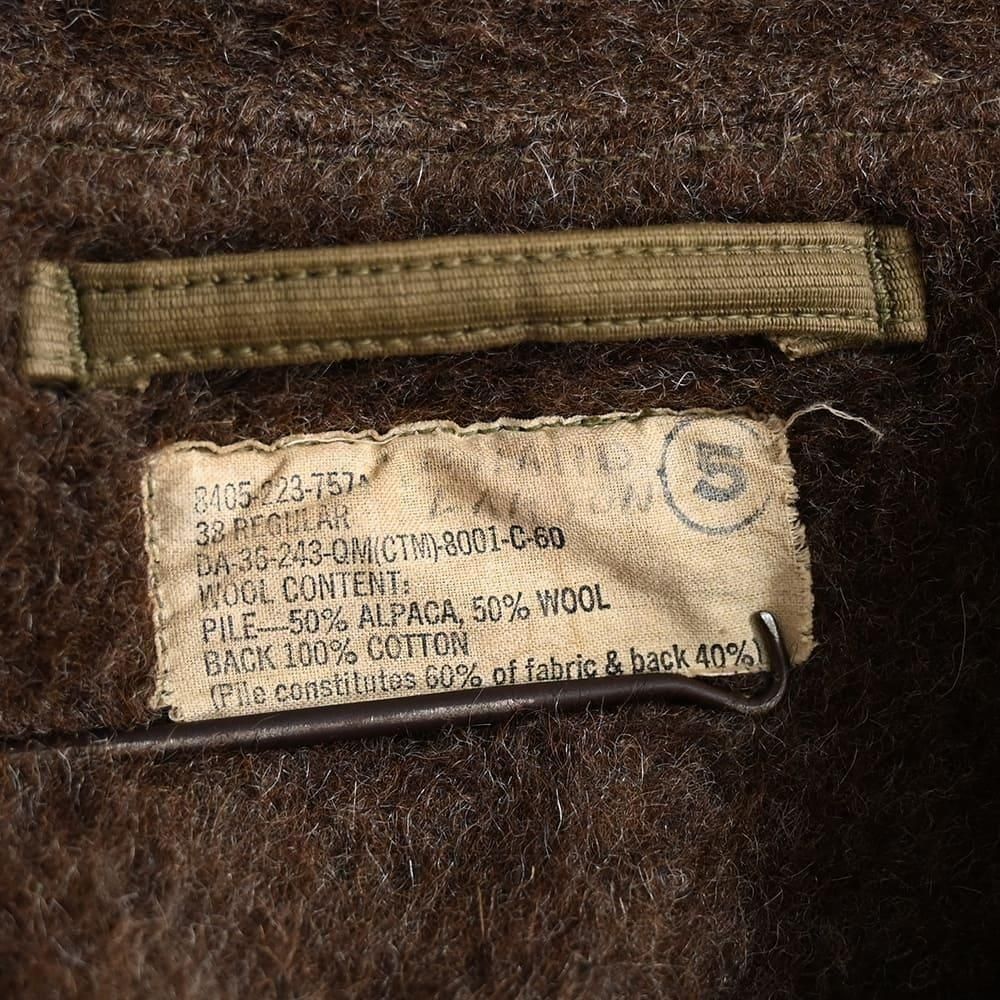 8405-223-757
38 REGULAR
5
DA-36-243-QM(CTM)-8001-C-60
WOOL CONTENT:
PILE—50% ALPACA, 50% WOOL
BACK 100% COTTON
(Pile constitutes 60% of fabric & back 40%)